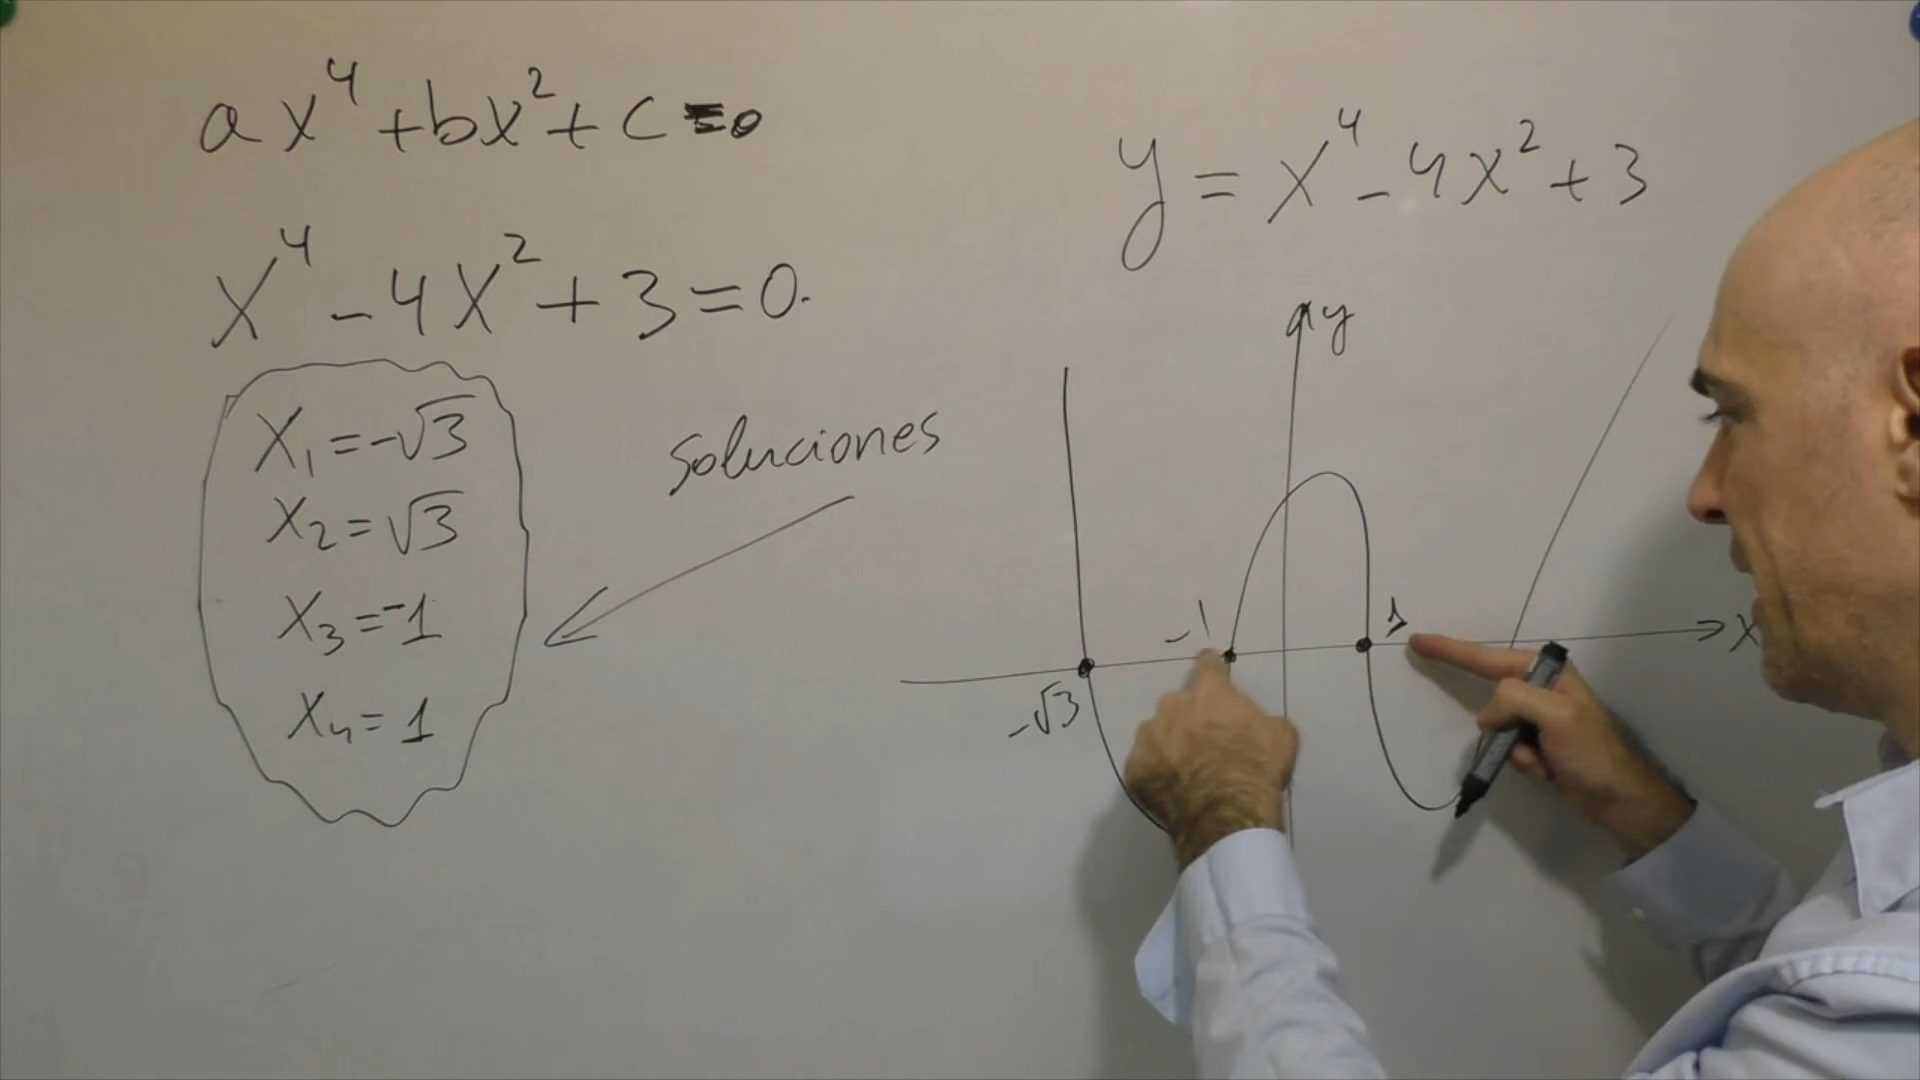 ax⁴+bx²+c=0
x⁴-4x²+3=0.
x₁=-√3
x₂=√3
x₃=-1
x₄=1
soluciones
y=x⁴-4x²+3
y
-1
1
x
-√3